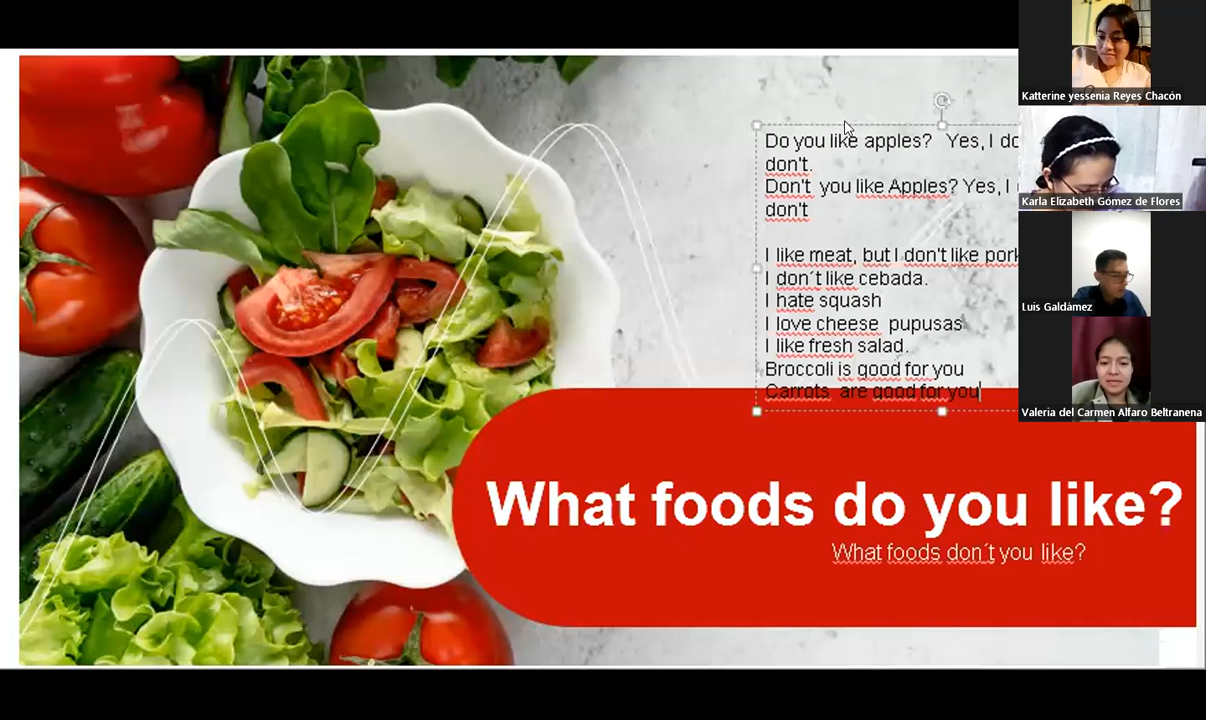 Do you like apples? Yes, I do
don't.
Don't you like Apples? Yes, I
don't
I like meat, but I don't like pork
I don´t like cebada.
I hate squash
I love cheese pupusas
I like fresh salad.
Broccoli is good for you
Carrots are good for you
What foods do you like?
What foods don´t you like?
Katterine yessenia Reyes Chacón
Karla Elizabeth Gómez de Flores
Luis Galdámez
Valeria del Carmen Alfaro Beltranena